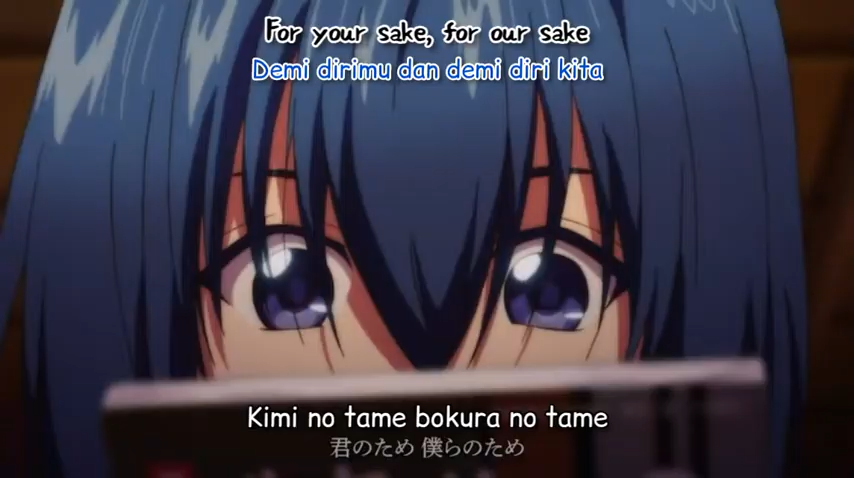 For your sake, for our sake
Demi dirimu dan demi diri kita
Kimi no tame bokura no tame
君のため 僕らのため